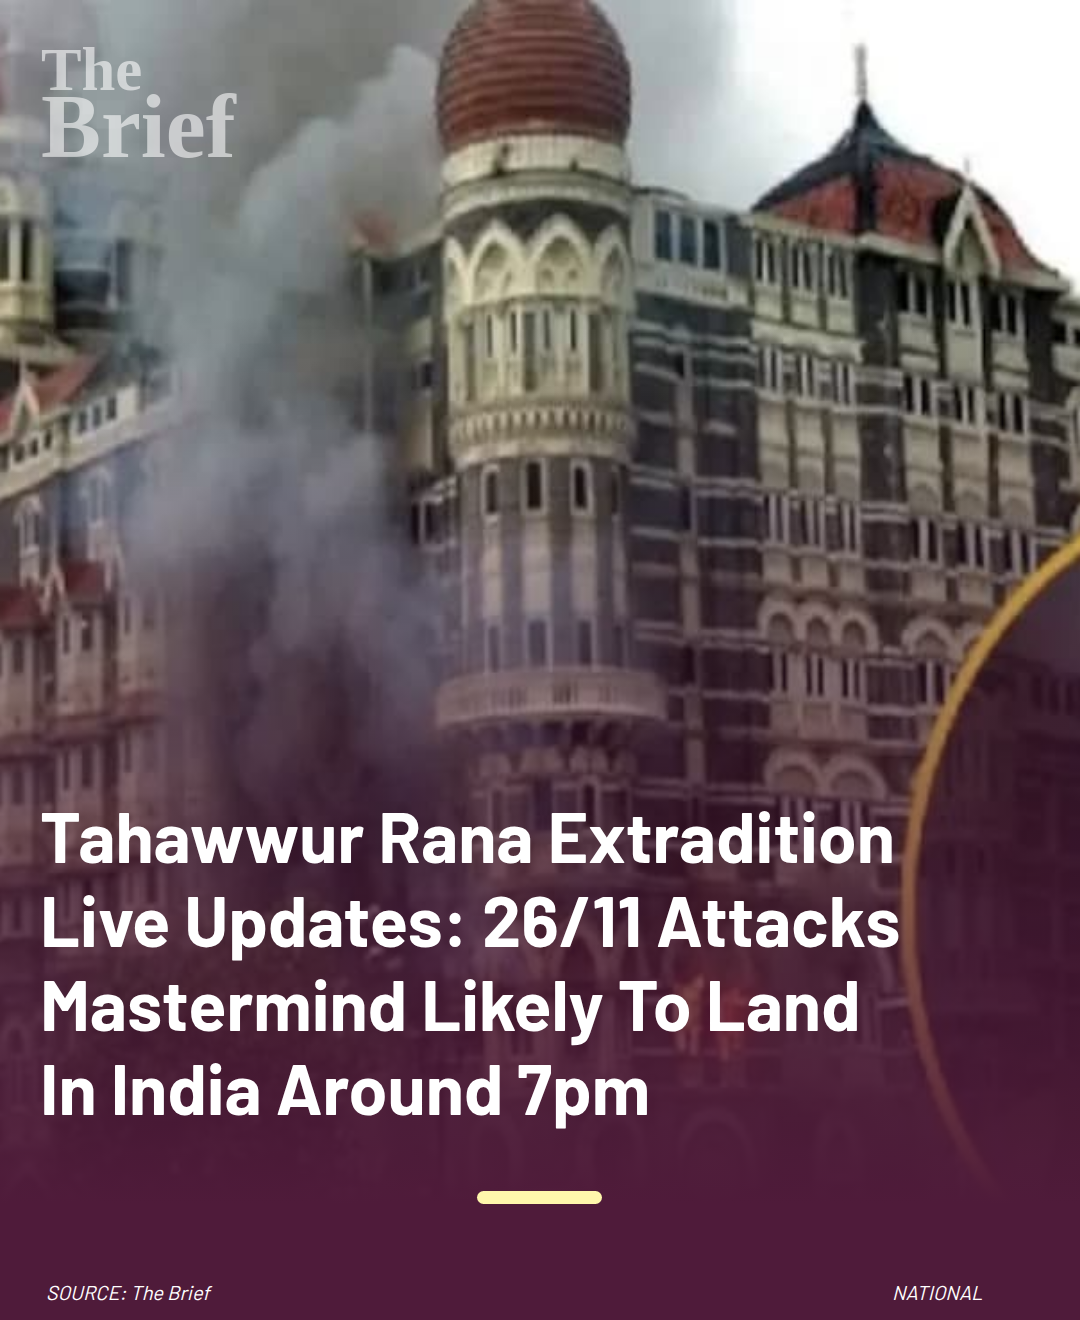 The
Brief
Tahawwur Rana Extradition
Live Updates: 26/11 Attacks
Mastermind Likely To Land
In India Around 7pm
SOURCE: The Brief
NATIONAL